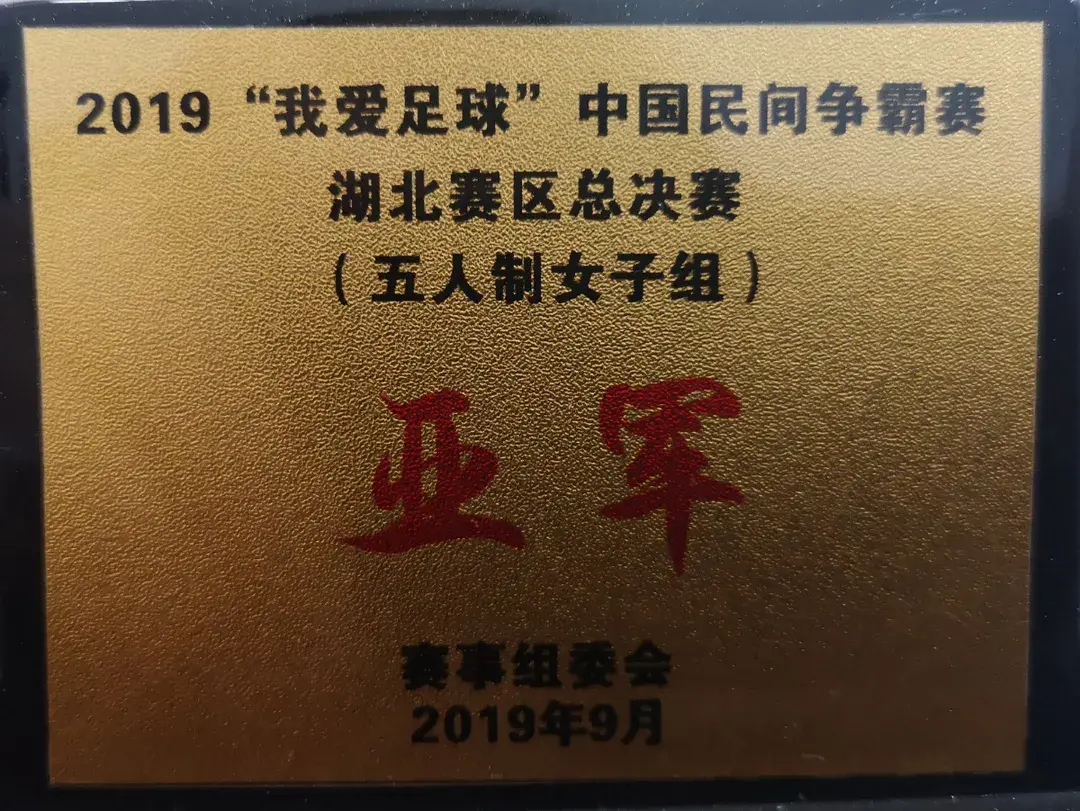 2019“我爱足球”中国民间争霸赛
湖北赛区总决赛
（五人制女子组）
亚军
赛事组委会
2019年9月